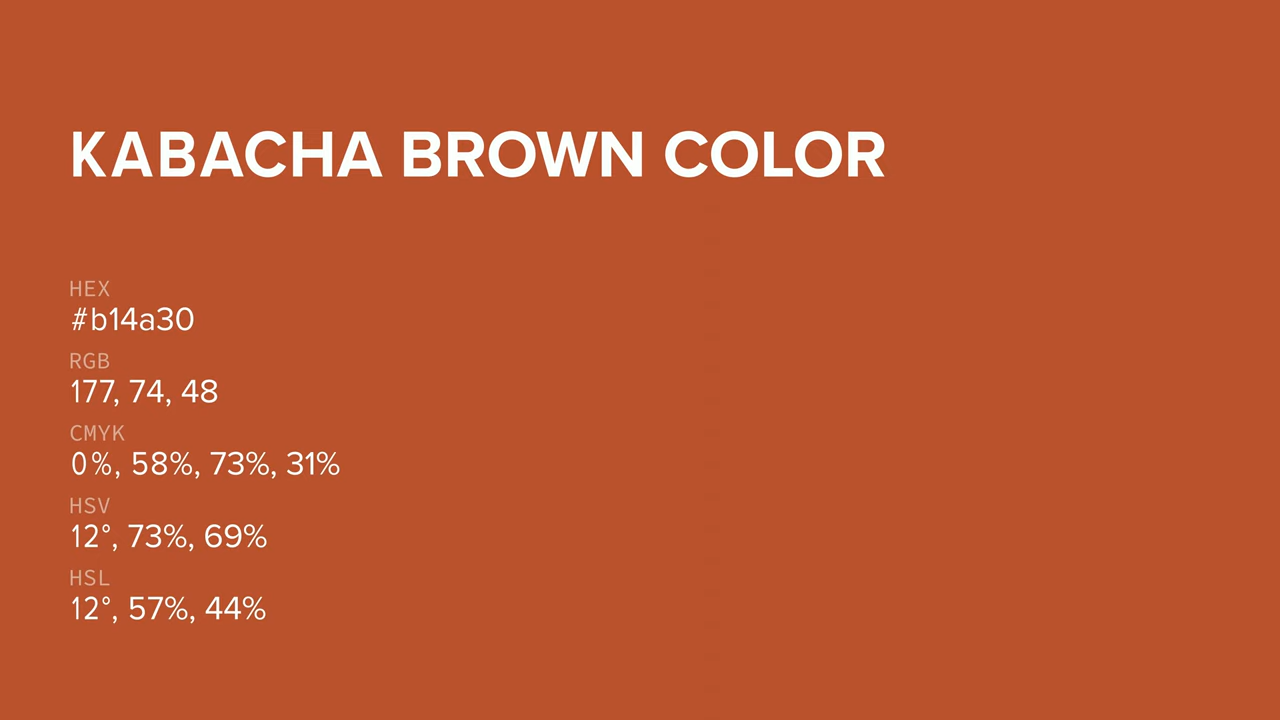 KABACHA BROWN COLOR
HEX
#b14a30
RGB
177, 74, 48
CMYK
0%, 58%, 73%, 31%
HSV
12°, 73%, 69%
HSL
12°, 57%, 44%